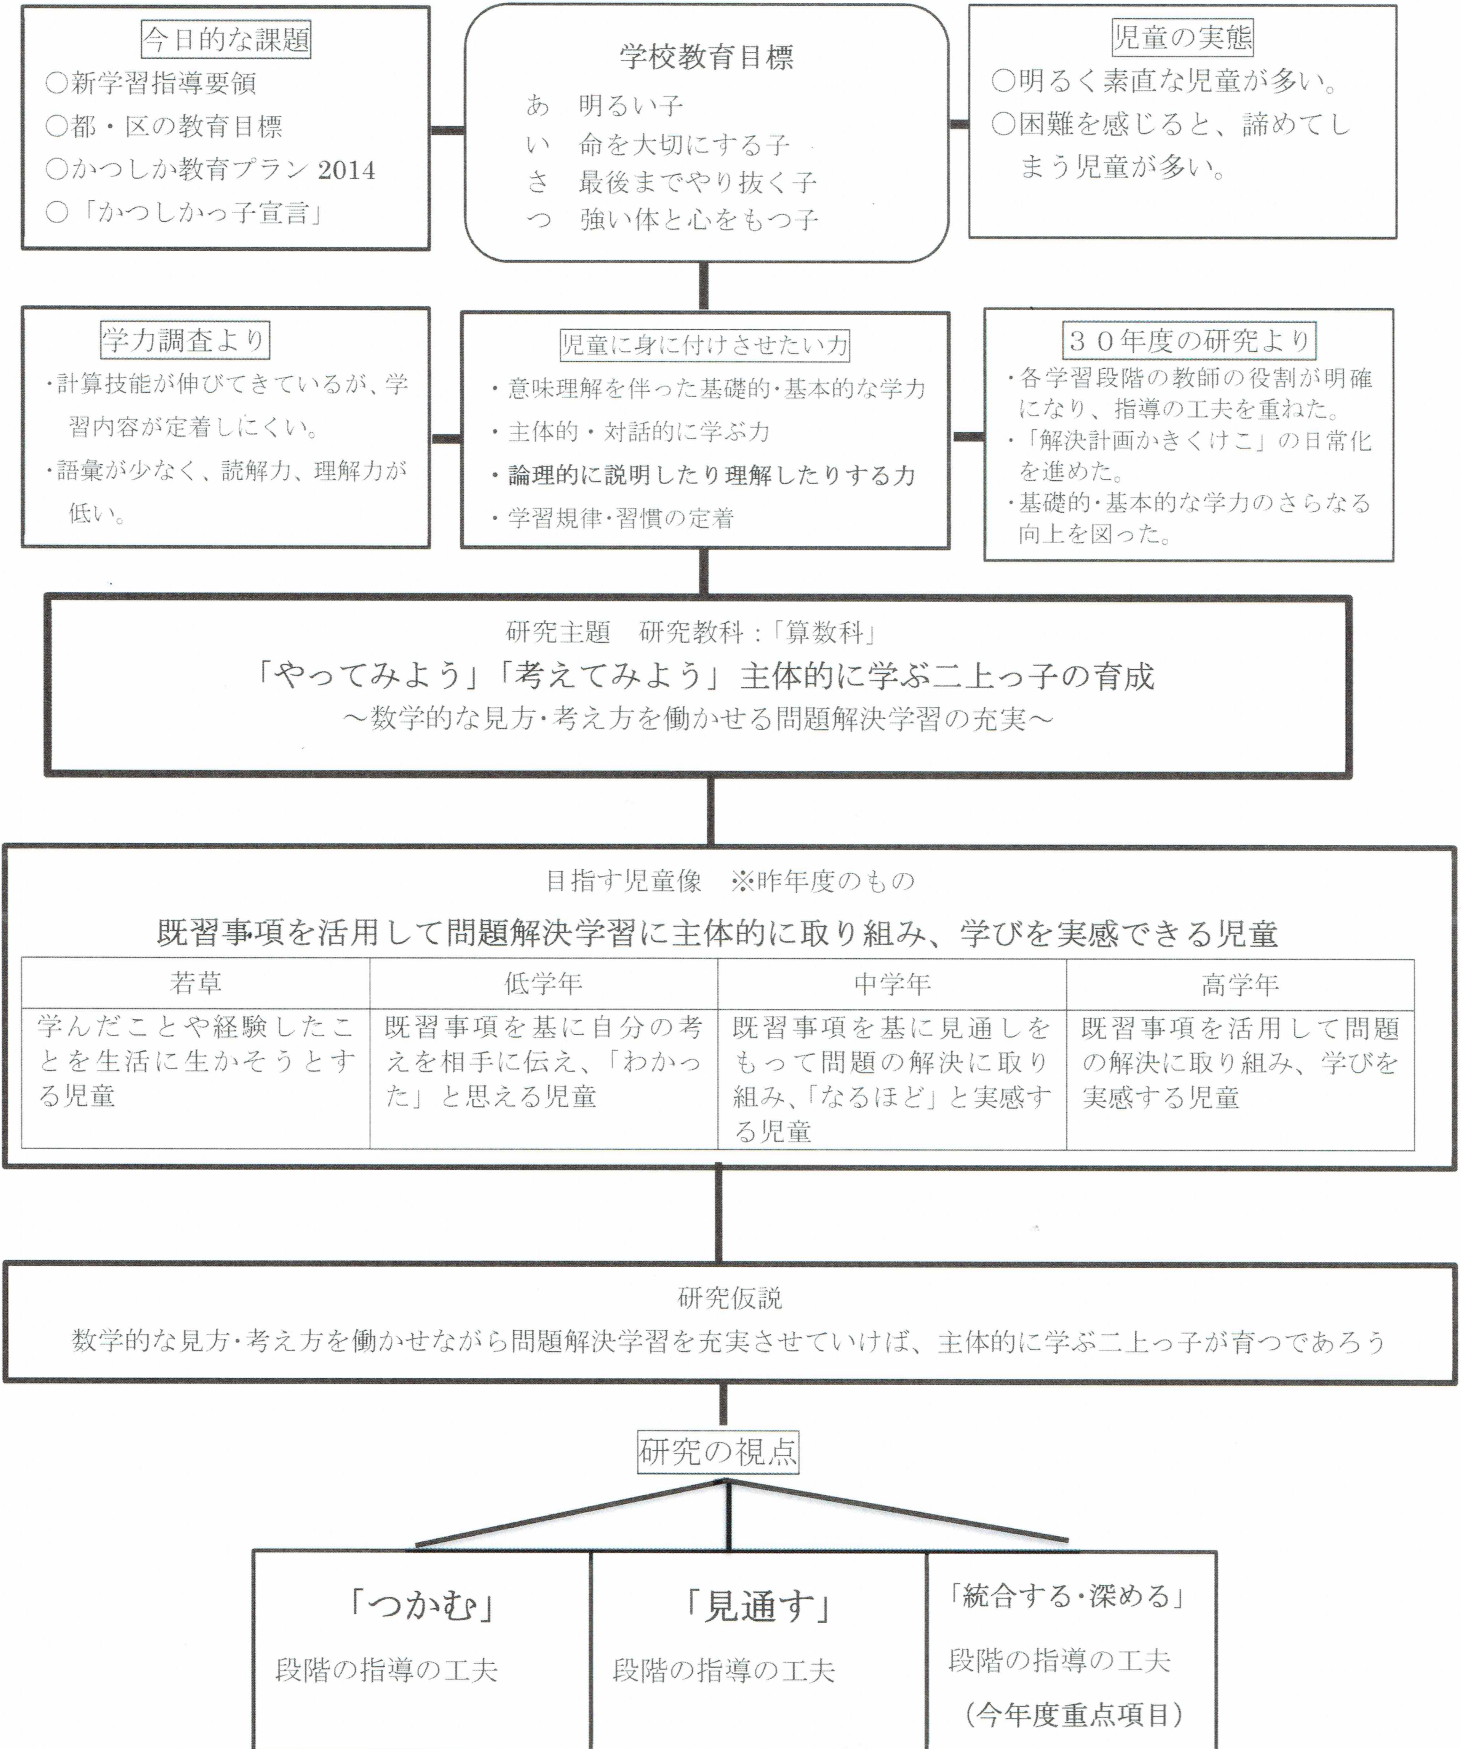 今日的な課題
○新学習指導要領
○都・区の教育目標
○かつしか教育プラン 2014
○「かつしかっ子宣言」
学校教育目標
あ　明るい子
い　命を大切にする子
さ　最後までやり抜く子
つ　強い体と心をもつ子
児童の実態
○明るく素直な児童が多い。
○困難を感じると、諦めてし
まう児童が多い。
学力調査より
・計算技能が伸びてきているが、学
習内容が定着しにくい。
・語彙が少なく、読解力、理解力が
低い。
児童に身に付けさせたい力
・意味理解を伴った基礎的・基本的な学力
・主体的・対話的に学ぶ力
・論理的に説明したり理解したりする力
・学習規律・習慣の定着
３０年度の研究より
・各学習段階の教師の役割が明確
になり、指導の工夫を重ねた。
・「解決計画かきくけこ」の日常化
を進めた。
・基礎的・基本的な学力のさらなる
向上を図った。
研究主題　研究教科：「算数科」
「やってみよう」「考えてみよう」主体的に学ぶ二上っ子の育成
～数学的な見方・考え方を働かせる問題解決学習の充実～
目指す児童像　※昨年度のもの
既習事項を活用して問題解決学習に主体的に取り組み、学びを実感できる児童
若草
学んだことや経験したこ
とを生活に生かそうとす
る児童
低学年
既習事項を基に自分の考
えを相手に伝え、「わかっ
た」と思える児童
中学年
既習事項を基に見通しを
もって問題の解決に取り
組み、「なるほど」と実感す
る児童
高学年
既習事項を活用して問題
の解決に取り組み、学びを
実感する児童
研究仮説
数学的な見方・考え方を働かせながら問題解決学習を充実させていけば、主体的に学ぶ二上っ子が育つであろう
研究の視点
「つかむ」
段階の指導の工夫
「見通す」
段階の指導の工夫
「統合する・深める」
段階の指導の工夫
（今年度重点項目）